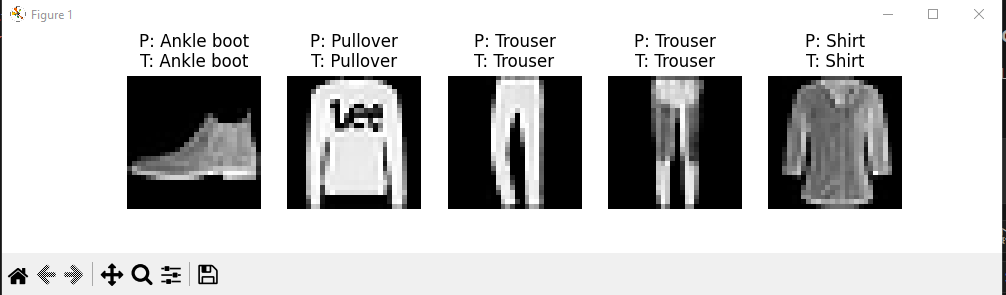 Figure 1
P: Ankle boot
T: Ankle boot
P: Pullover
T: Pullover
P: Trouser
T: Trouser
P: Trouser
T: Trouser
P: Shirt
T: Shirt
Lee